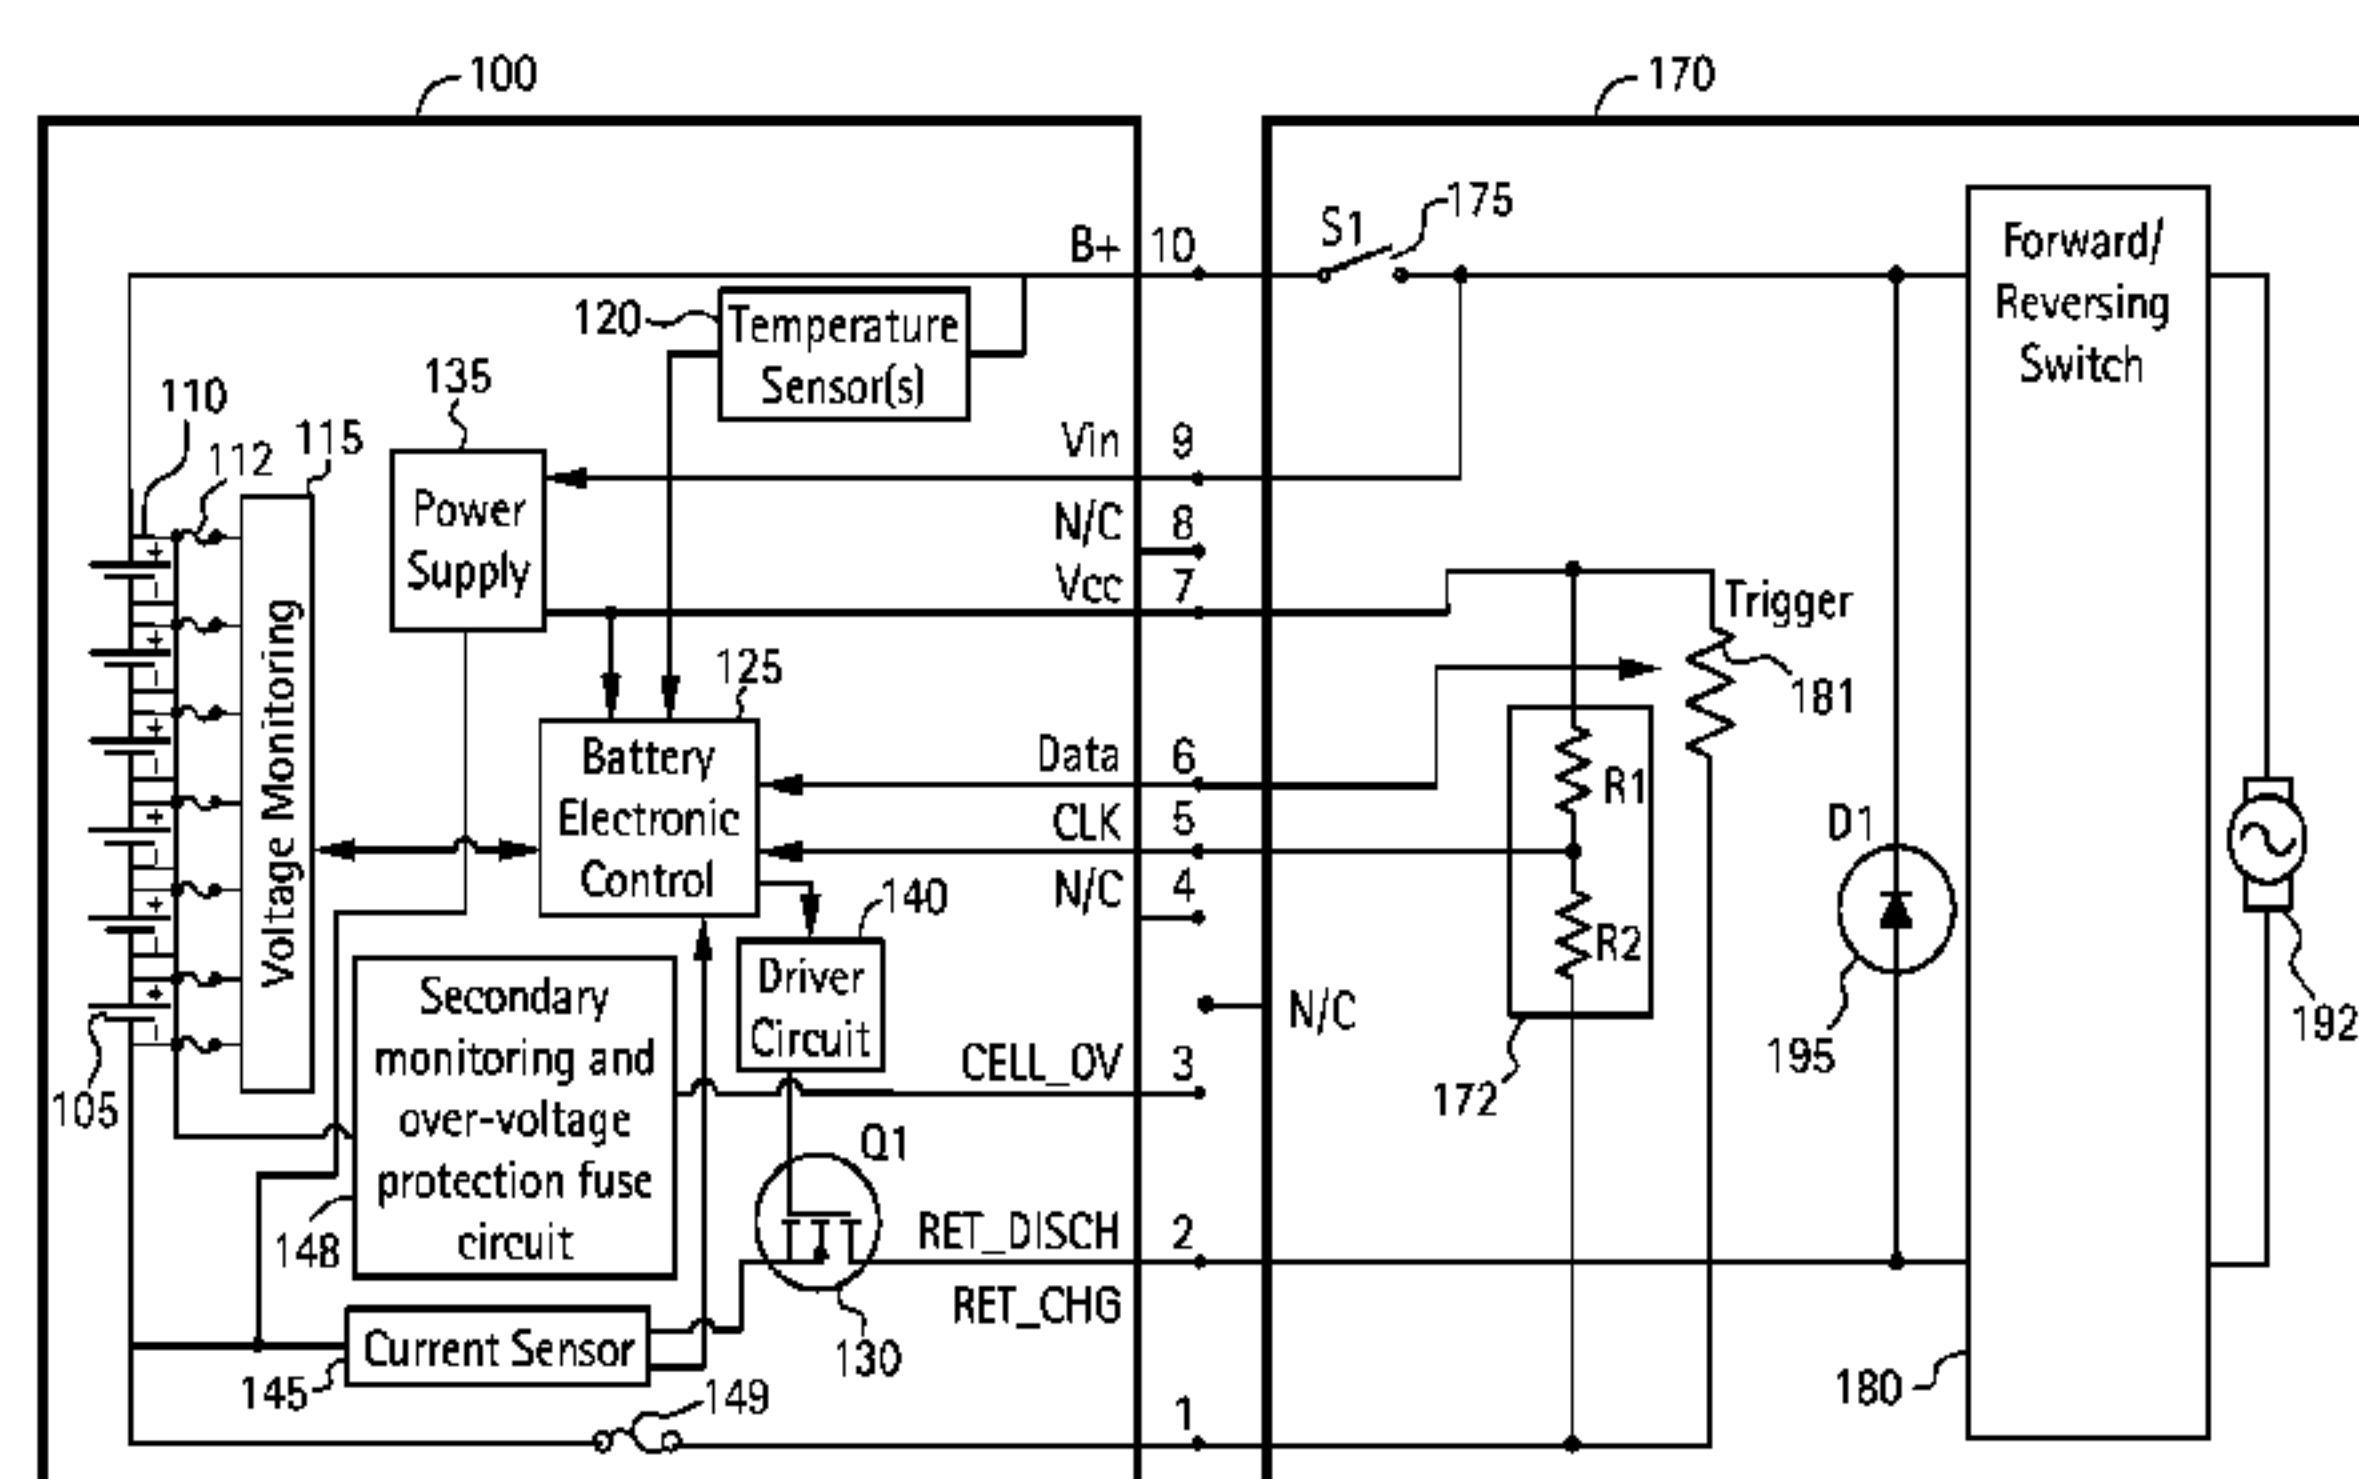 100
170
B+
10
S1
175
Forward/
Reversing
Switch
120
Temperature
Sensor(s)
135
110
112
115
Power
Supply
Vin
9
N/C
8
Vcc
7
Trigger
181
Voltage Monitoring
125
Battery
Electronic
Control
Data
6
CLK
5
N/C
4
R1
R2
D1
140
Driver
Circuit
Secondary
monitoring and
over-voltage
protection fuse
circuit
148
N/C
CELL_OV
3
172
195
192
105
Q1
RET_DISCH
2
RET_CHG
130
Current Sensor
145
149
1
180
+
-
+
-
+
-
+
-
+
-
+
-